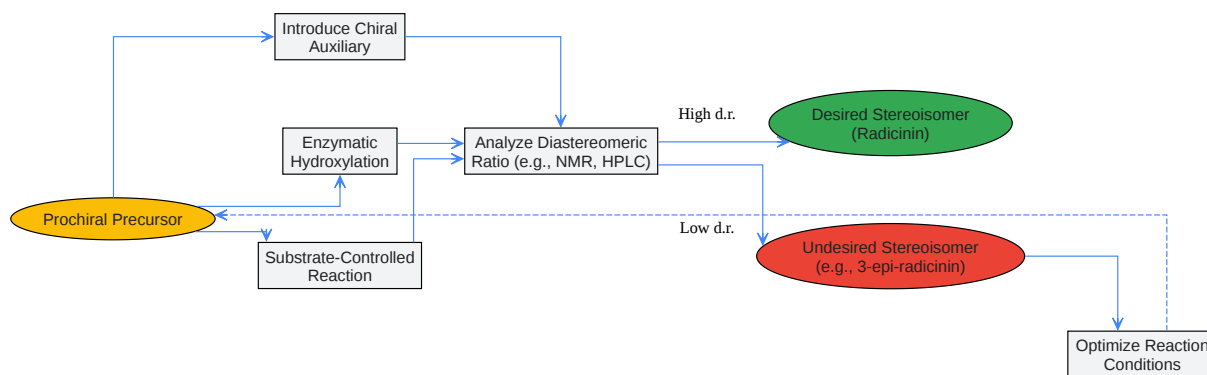 Introduce Chiral
Auxiliary
High d.r.
Desired Stereoisomer
(Radicinin)
Enzymatic
Hydroxylation
Analyze Diastereomeric
Ratio (e.g., NMR, HPLC)
Prochiral Precursor
Low d.r.
Substrate-Controlled
Reaction
Undesired Stereoisomer
(e.g., 3-epi-radicinin)
Optimize Reaction
Conditions